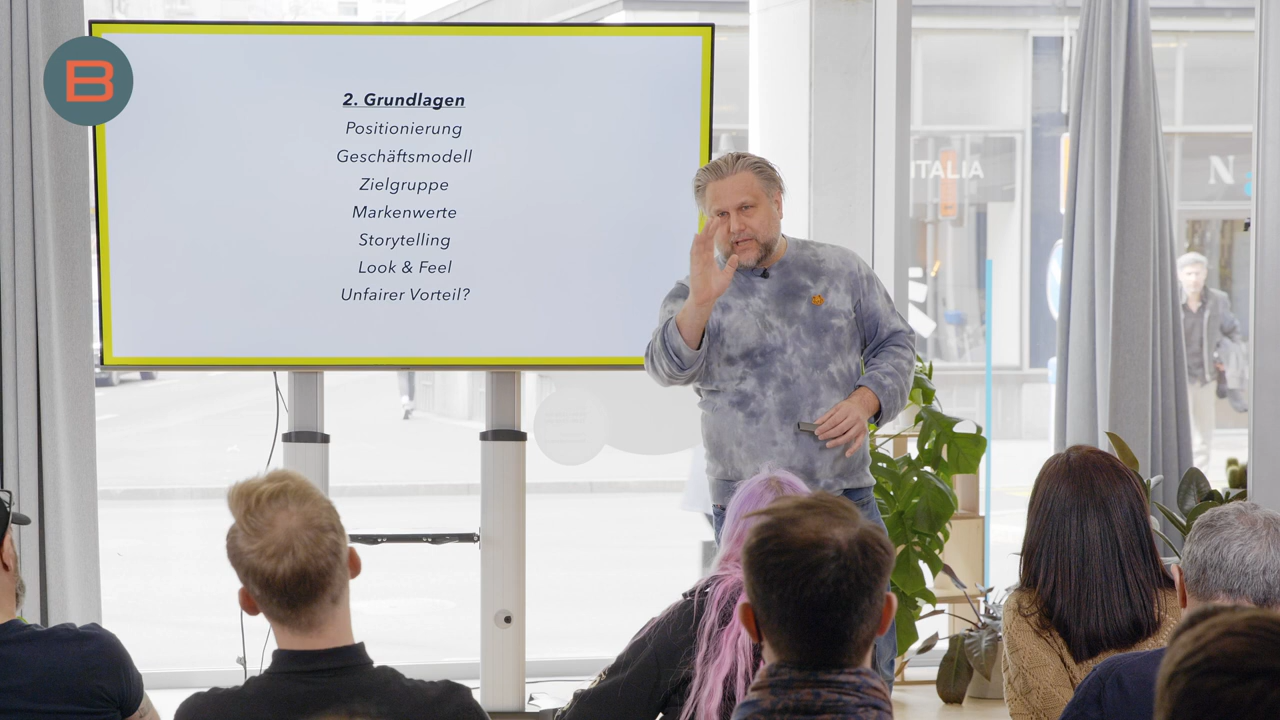 B
2. Grundlagen
Positionierung
Geschäftsmodell
Zielgruppe
Markenwerte
Storytelling
Look & Feel
Unfairer Vorteil?
ITALIA
N